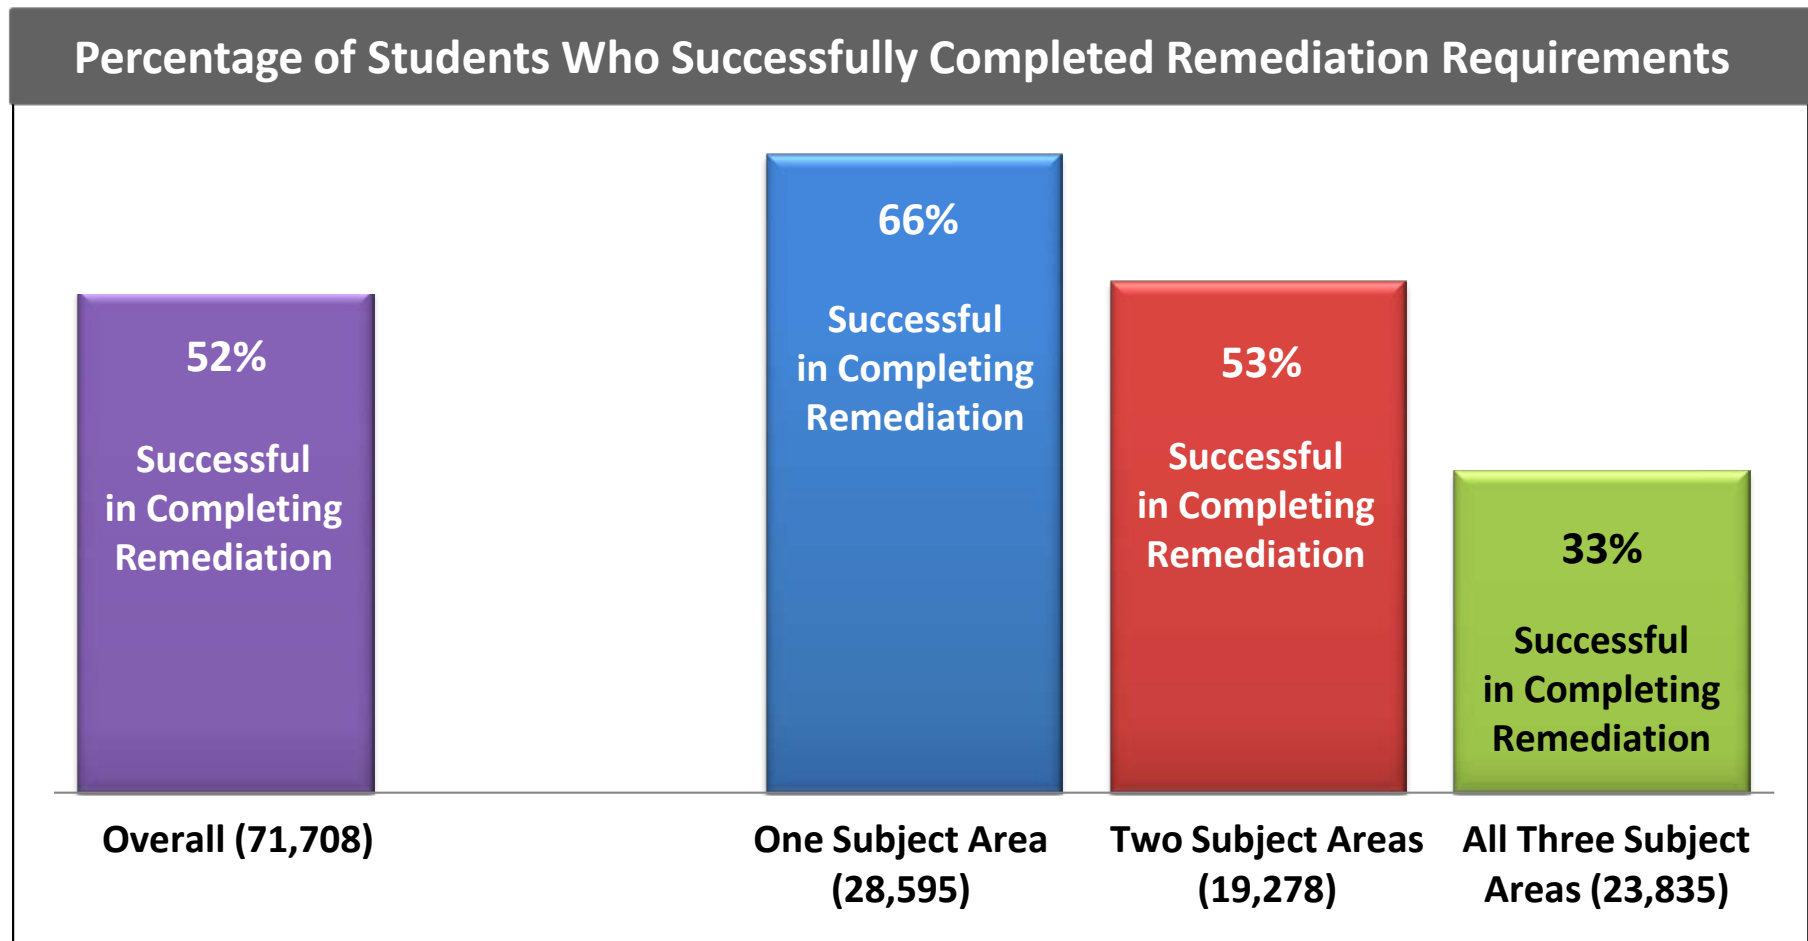 Percentage of Students Who Successfully Completed Remediation Requirements
52%
Successful
in Completing
Remediation
66%
Successful
in Completing
Remediation
53%
Successful
in Completing
Remediation
33%
Successful
in Completing
Remediation
Overall (71,708)
One Subject Area
(28,595)
Two Subject Areas
(19,278)
All Three Subject
Areas (23,835)